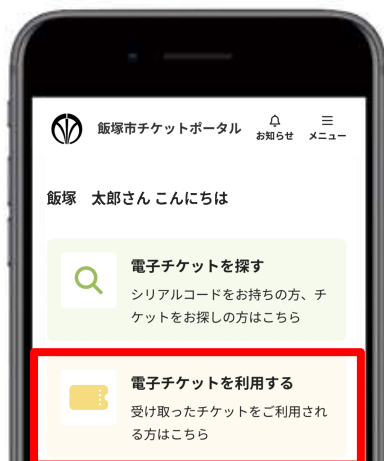 飯塚市チケットポータル
お知らせ
メニュー
飯塚　太郎さん こんにちは
電子チケットを探す
シリアルコードをお持ちの方、チ
ケットをお探しの方はこちら
電子チケットを利用する
受け取ったチケットをご利用され
る方はこちら